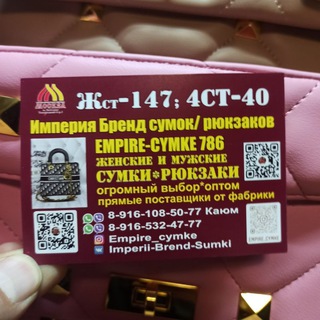 МОСКВА
Жст-147; 4СТ-40
Империя Бренд сумок/ рюкзаков
EMPIRE-CYMKE 786
ЖЕНСКИЕ И МУЖСКИЕ
СУМКИ*РЮКЗАКИ
огромный выбор*оптом
прямые поставщики от фабрики
8-916-108-50-77 Каюм
8-916-532-47-77
Empire_cymke
Imperii-Brend-Sumki
EMPIRE_CYMKE